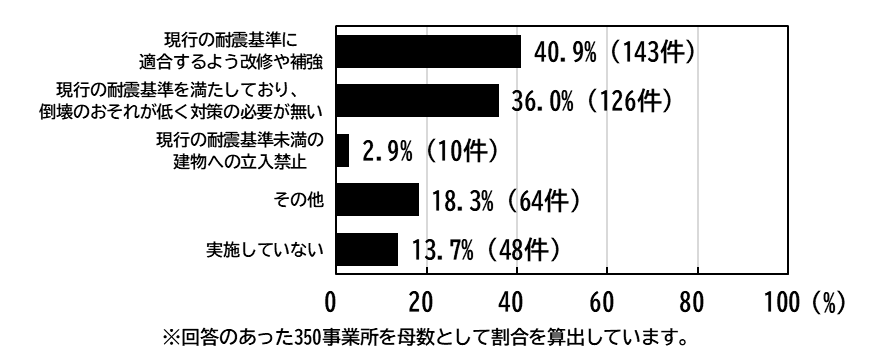 現行の耐震基準に
適合するよう改修や補強
40.9%（143件）
現行の耐震基準を満たしており、
倒壊のおそれが低く対策の必要が無い
36.0%（126件）
現行の耐震基準未満の
建物への立入禁止
2.9%（10件）
その他
18.3%（64件）
実施していない
13.7%（48件）
0 20 40 60 80 100（%）
※回答のあった350事業所を母数として割合を算出しています。